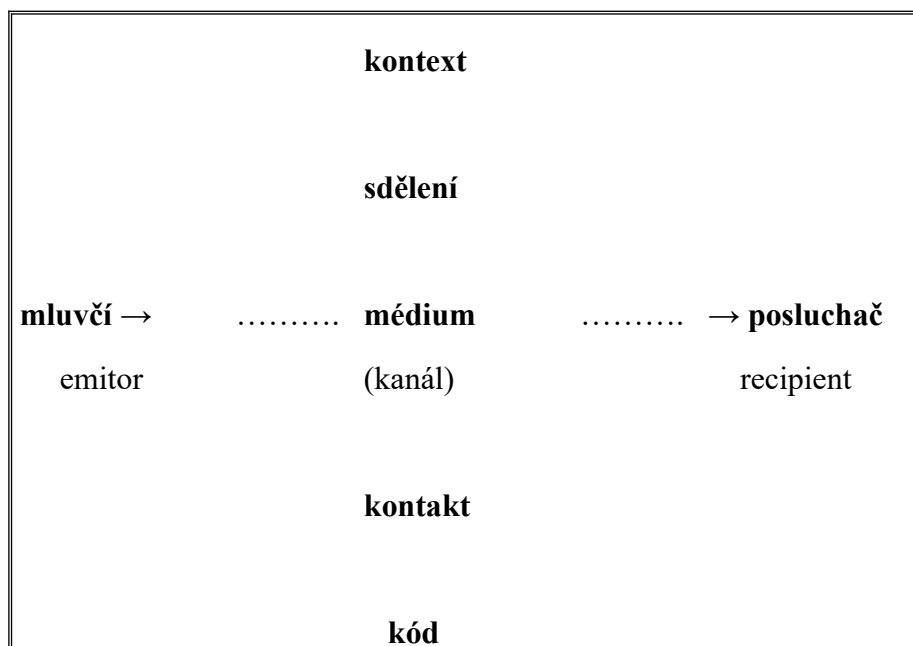 kontext
sdělení
mluvčí → ………. médium ………. → posluchač
emitor (kanál) recipient
kontakt
kód